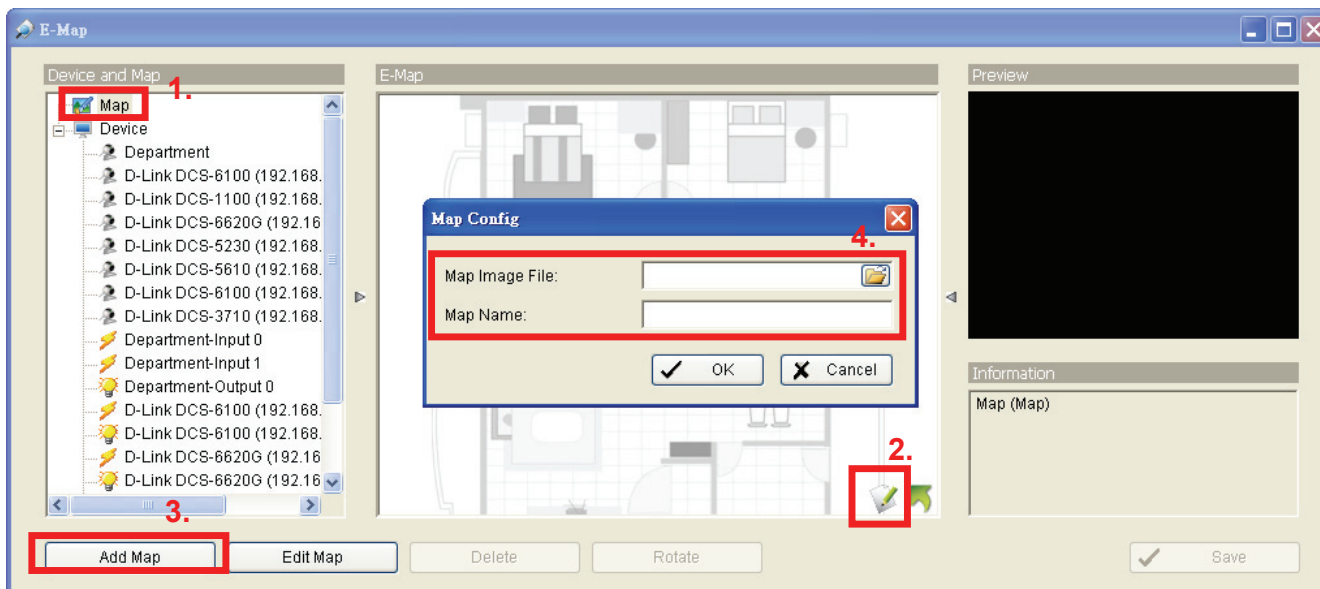 E-Map
Device and Map
1.
Map
Device
Department
D-Link DCS-6100 (192.168.
D-Link DCS-1100 (192.168.
D-Link DCS-6620G (192.16
D-Link DCS-5230 (192.168.
D-Link DCS-5610 (192.168.
D-Link DCS-6100 (192.168.
D-Link DCS-3710 (192.168.
Department-Input 0
Department-Input 1
Department-Output 0
D-Link DCS-6100 (192.168.
D-Link DCS-6100 (192.168.
D-Link DCS-6620G (192.16
D-Link DCS-6620G (192.16
E-Map
Map Config
4.
Map Image File:
Map Name:
OK
Cancel
2.
Preview
Information
Map (Map)
3.
Add Map
Edit Map
Delete
Rotate
Save